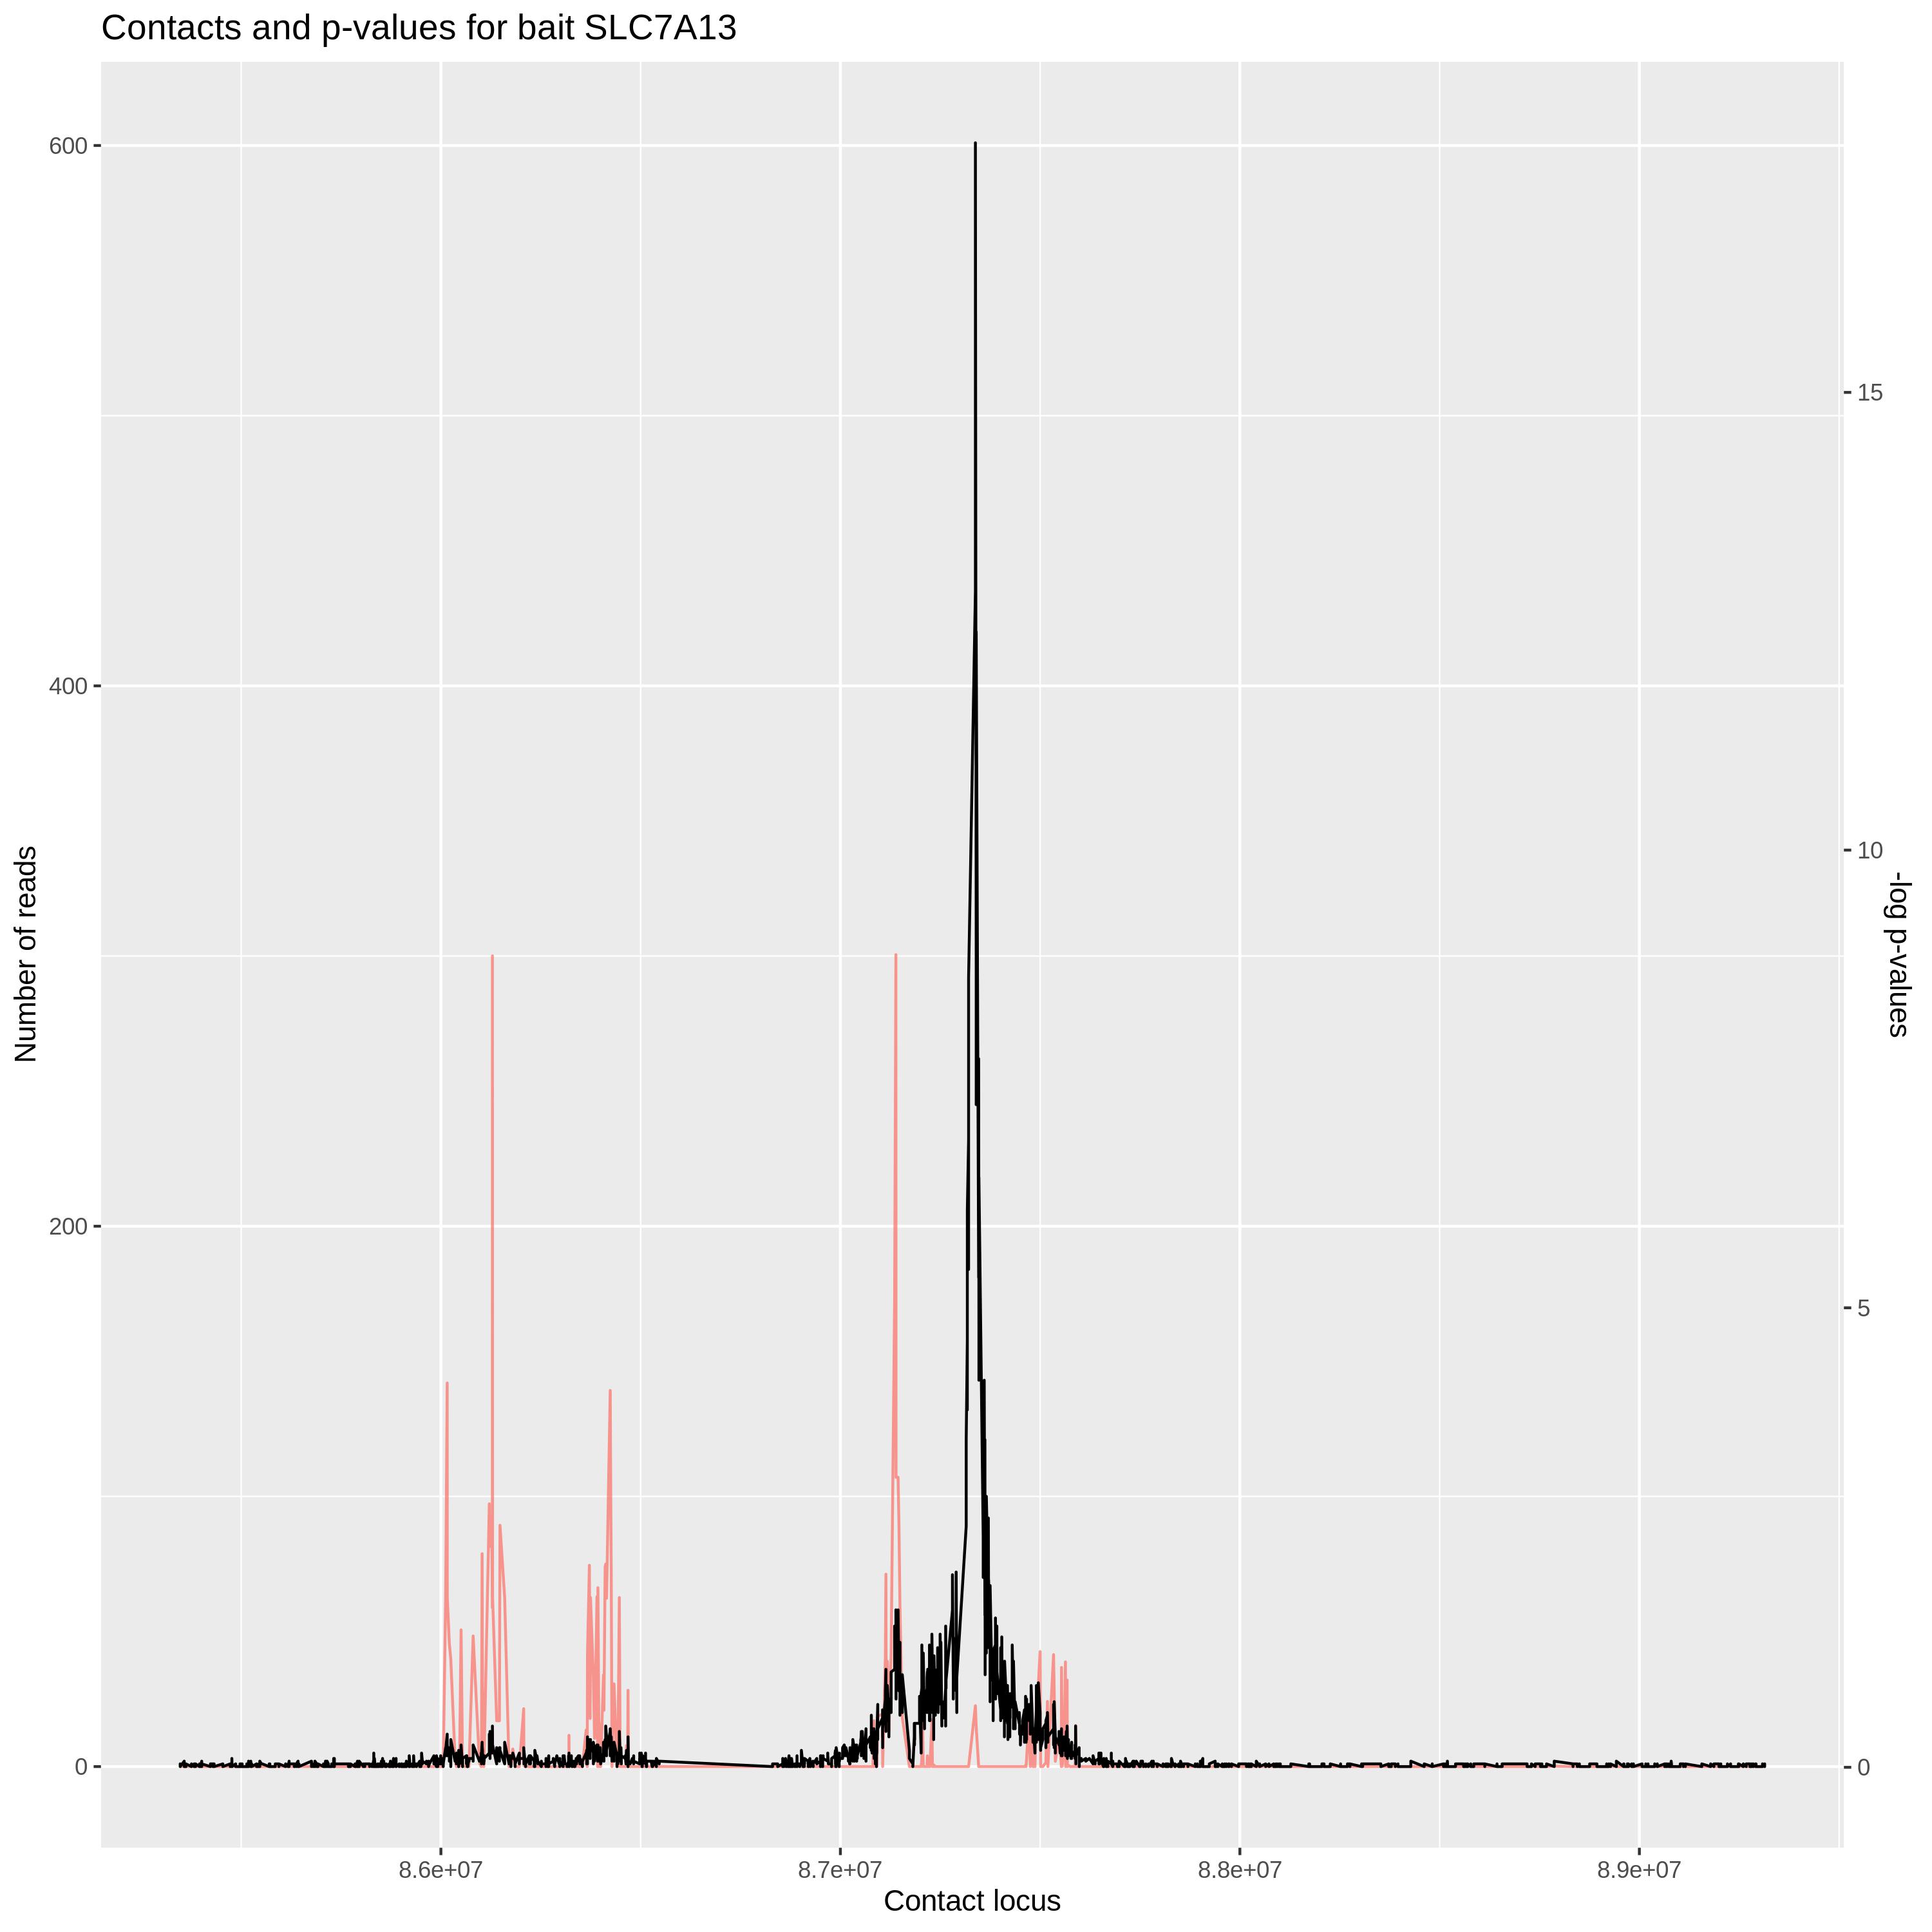 Contacts and p-values for bait SLC7A13
600
400
200
0
15
10
5
0
Number of reads
-log p-values
8.6e+07 8.7e+07 8.8e+07 8.9e+07
Contact locus